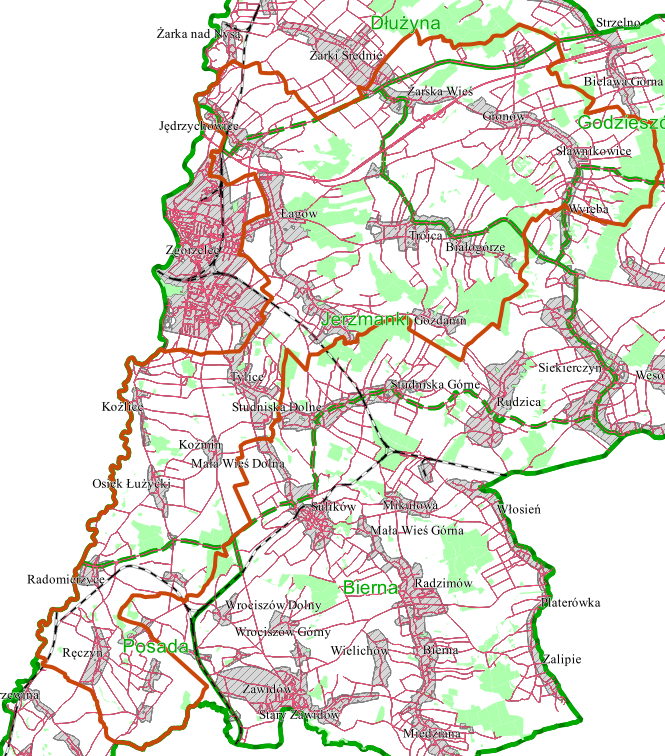 Dłużyna
Strzelno
Żarka nad Nysą
Żarki Średnie
Bielawa Górna
Żarska Wieś
Gronów
Godzieszó
Jędrzychowice
Sławnikowice
Łagów
Wyręba
Trójca
Białogórze
Zgorzelec
Jerzmanki
Gozdanin
Siekierczyn
Weso
Tylice
Studniska Górne
Koźlice
Studniska Dolne
Rudzica
Koźmin
Mała Wieś Dolna
Osiek Łużycki
Sulików
Mikułowa
Włosień
Mała Wieś Górna
Radomierzyce
Bierna
Radzimów
Wrociszów Dolny
Platerówka
Wrociszów Górny
Posada
Ręczyn
Wielichów
Bierna
Zalipie
Zawidów
Stary Zawidów
Miedziana